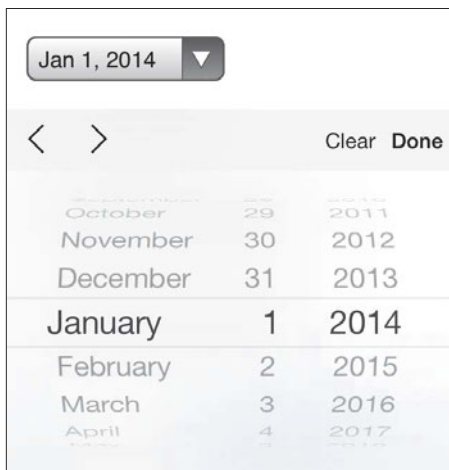 Jan 1, 2014
Clear Done
October 29 2011
November 30 2012
December 31 2013
January 1 2014
February 2 2015
March 3 2016
April 4 2017